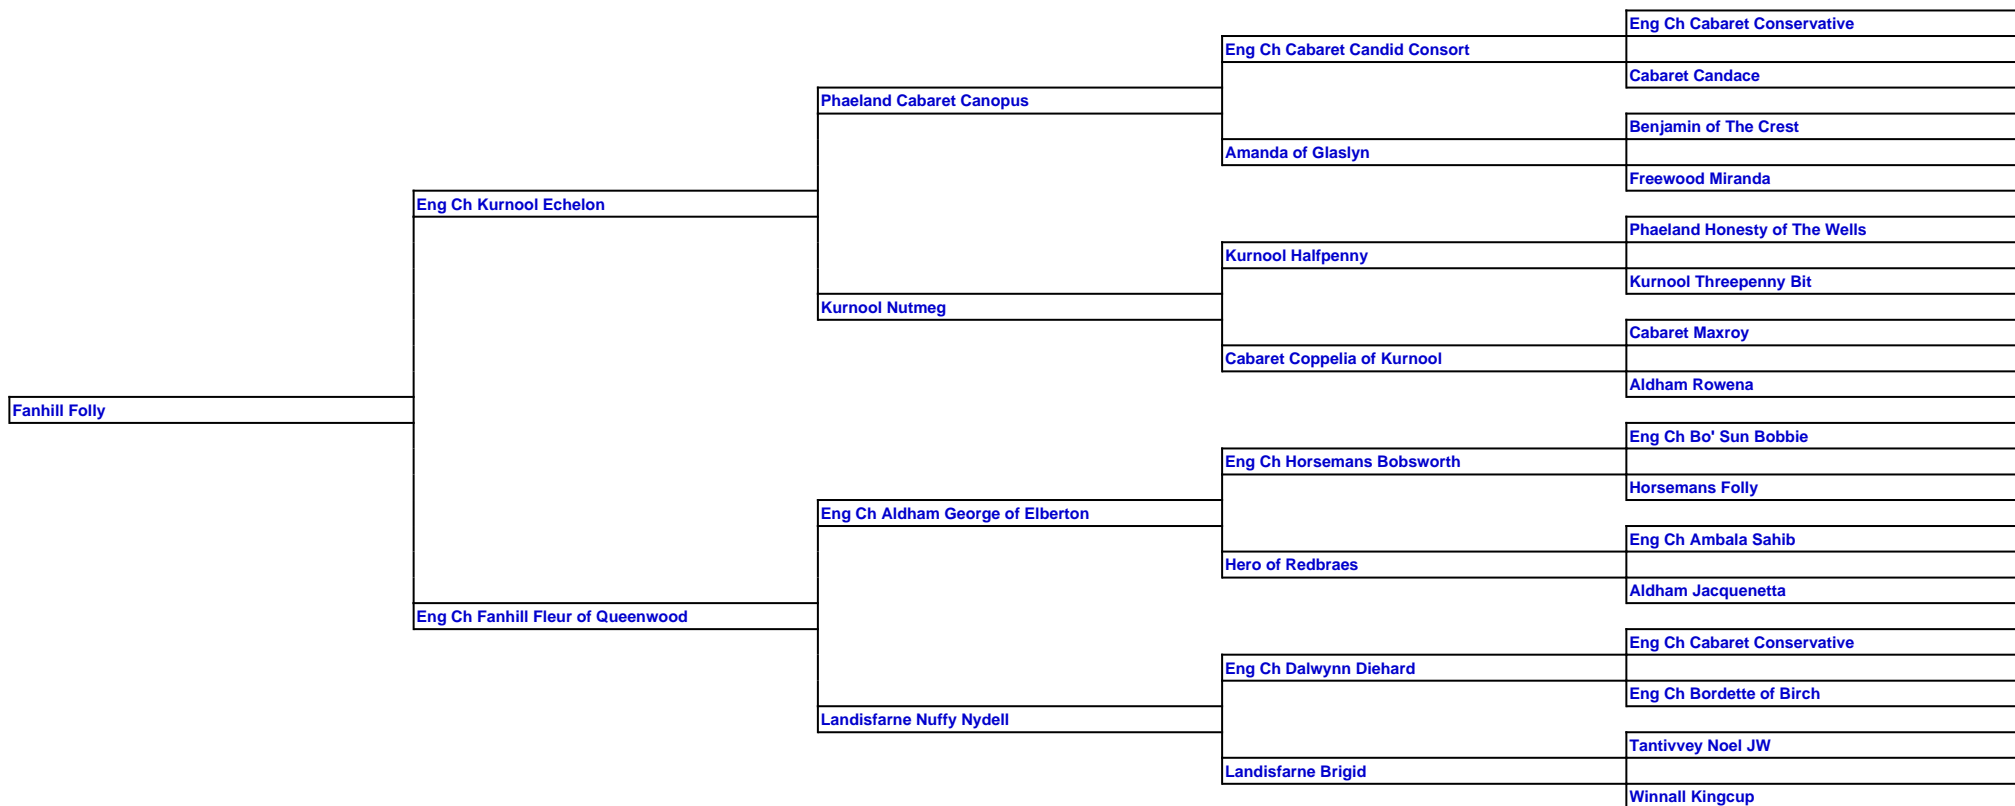 Eng Ch Cabaret Conservative
Eng Ch Cabaret Candid Consort
Cabaret Candace
Phaeland Cabaret Canopus
Benjamin of The Crest
Amanda of Glaslyn
Freewood Miranda
Eng Ch Kurnool Echelon
Phaeland Honesty of The Wells
Kurnool Halfpenny
Kurnool Threepenny Bit
Kurnool Nutmeg
Cabaret Maxroy
Cabaret Coppelia of Kurnool
Aldham Rowena
Fanhill Folly
Eng Ch Bo' Sun Bobbie
Eng Ch Horsemans Bobsworth
Horsemans Folly
Eng Ch Aldham George of Elberton
Eng Ch Ambala Sahib
Hero of Redbraes
Aldham Jacquenetta
Eng Ch Fanhill Fleur of Queenwood
Eng Ch Cabaret Conservative
Eng Ch Dalwynn Diehard
Eng Ch Bordette of Birch
Landisfarne Nuffy Nydell
Tantivvey Noel JW
Landisfarne Brigid
Winnall Kingcup